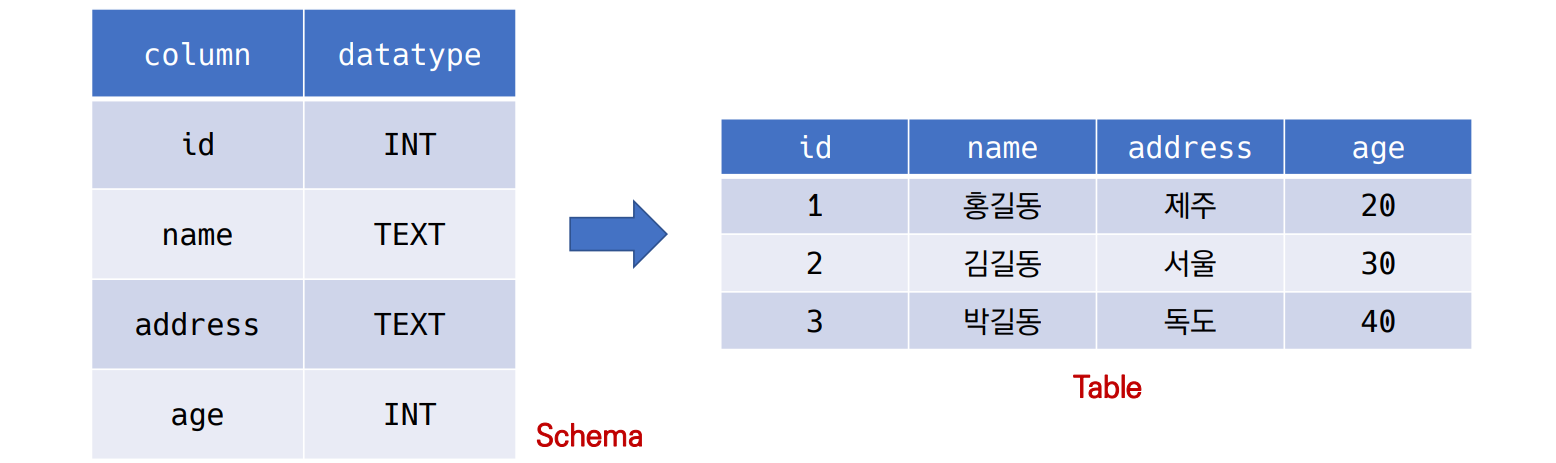 column datatype
id INT
name TEXT
address TEXT
age INT
Schema
id name address age
1 홍길동 제주 20
2 김길동 서울 30
3 박길동 독도 40
Table